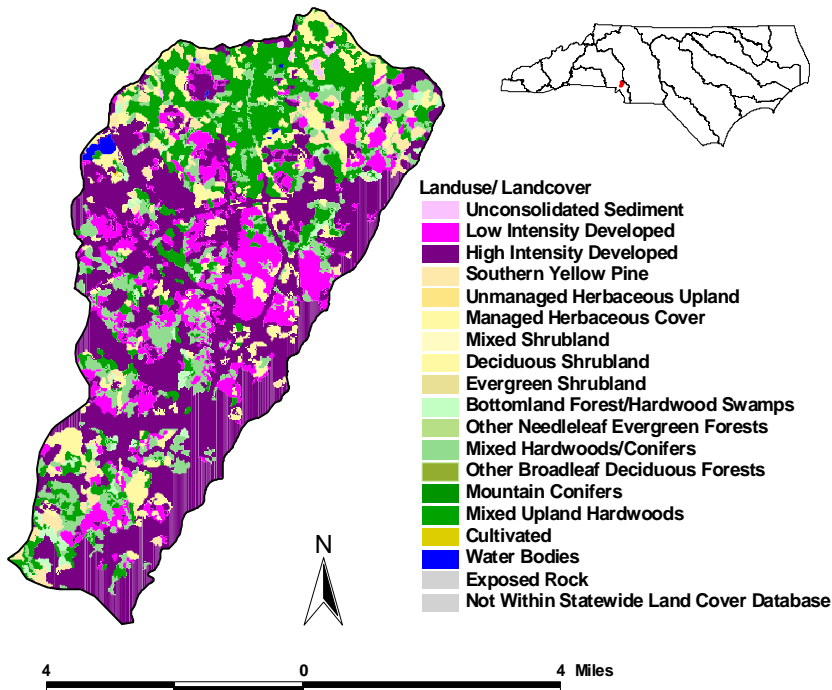 Landuse/ Landcover
Unconsolidated Sediment
Low Intensity Developed
High Intensity Developed
Southern Yellow Pine
Unmanaged Herbaceous Upland
Managed Herbaceous Cover
Mixed Shrubland
Deciduous Shrubland
Evergreen Shrubland
Bottomland Forest/Hardwood Swamps
Other Needleleaf Evergreen Forests
Mixed Hardwoods/Conifers
Other Broadleaf Deciduous Forests
Mountain Conifers
Mixed Upland Hardwoods
Cultivated
Water Bodies
Exposed Rock
Not Within Statewide Land Cover Database
N
4 0 4 Miles